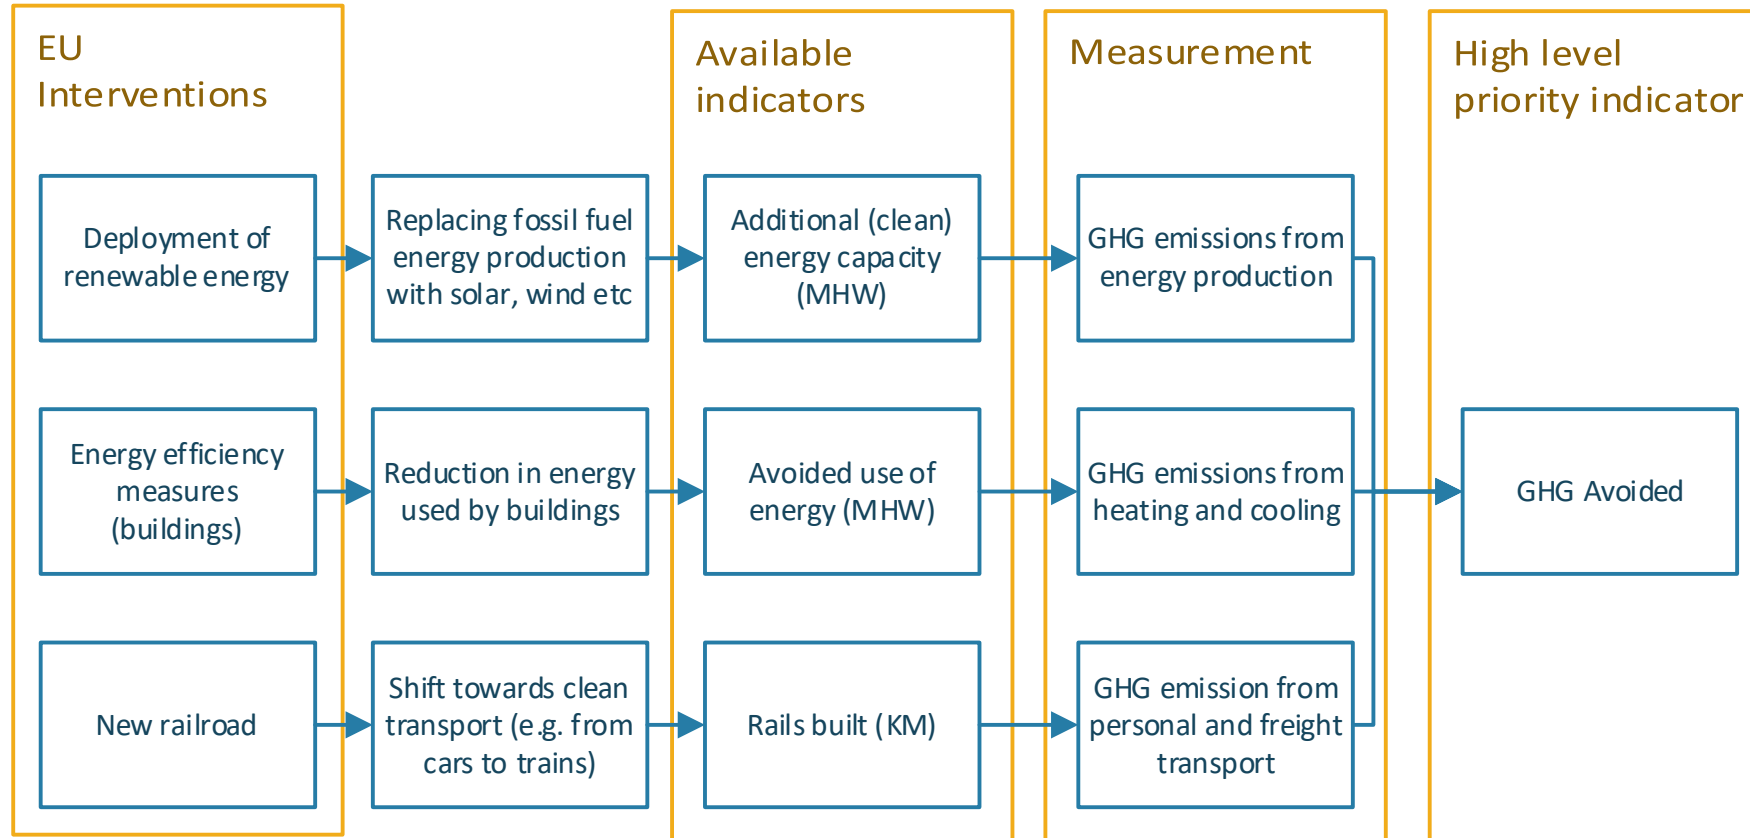 EU
Interventions
Available
indicators
Measurement
High level
priority indicator
Deployment of
renewable energy
Replacing fossil fuel
energy production
with solar, wind etc
Additional (clean)
energy capacity
(MHW)
GHG emissions from
energy production
Energy efficiency
measures
(buildings)
Reduction in energy
used by buildings
Avoided use of
energy (MHW)
GHG emissions from
heating and cooling
GHG Avoided
New railroad
Shift towards clean
transport (e.g. from
cars to trains)
Rails built (KM)
GHG emission from
personal and freight
transport